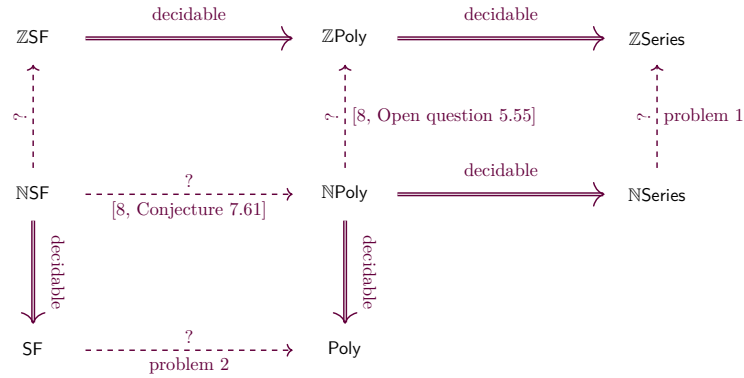 decidable decidable
ℤSF ℤPoly ℤSeries
? ? [8, Open question 5.55] ? problem 1
? decidable
ℕSF ℕPoly ℕSeries
[8, Conjecture 7.61]
decidable decidable
?
SF Poly
problem 2